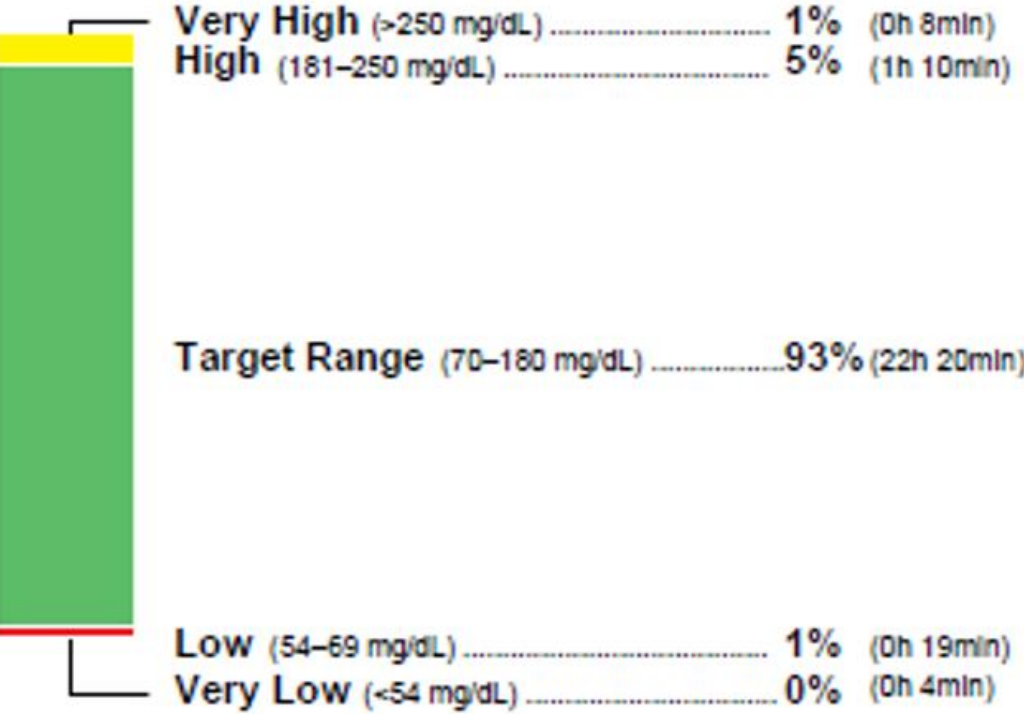 Very High (>250 mg/dL) ............................ 1% (0h 8min)
High (181–250 mg/dL) .................................. 5% (1h 10min)
Target Range (70–180 mg/dL) .................93% (22h 20min)
Low (54–69 mg/dL) ....................................... 1% (0h 19min)
Very Low (<54 mg/dL) ................................ 0% (0h 4min)